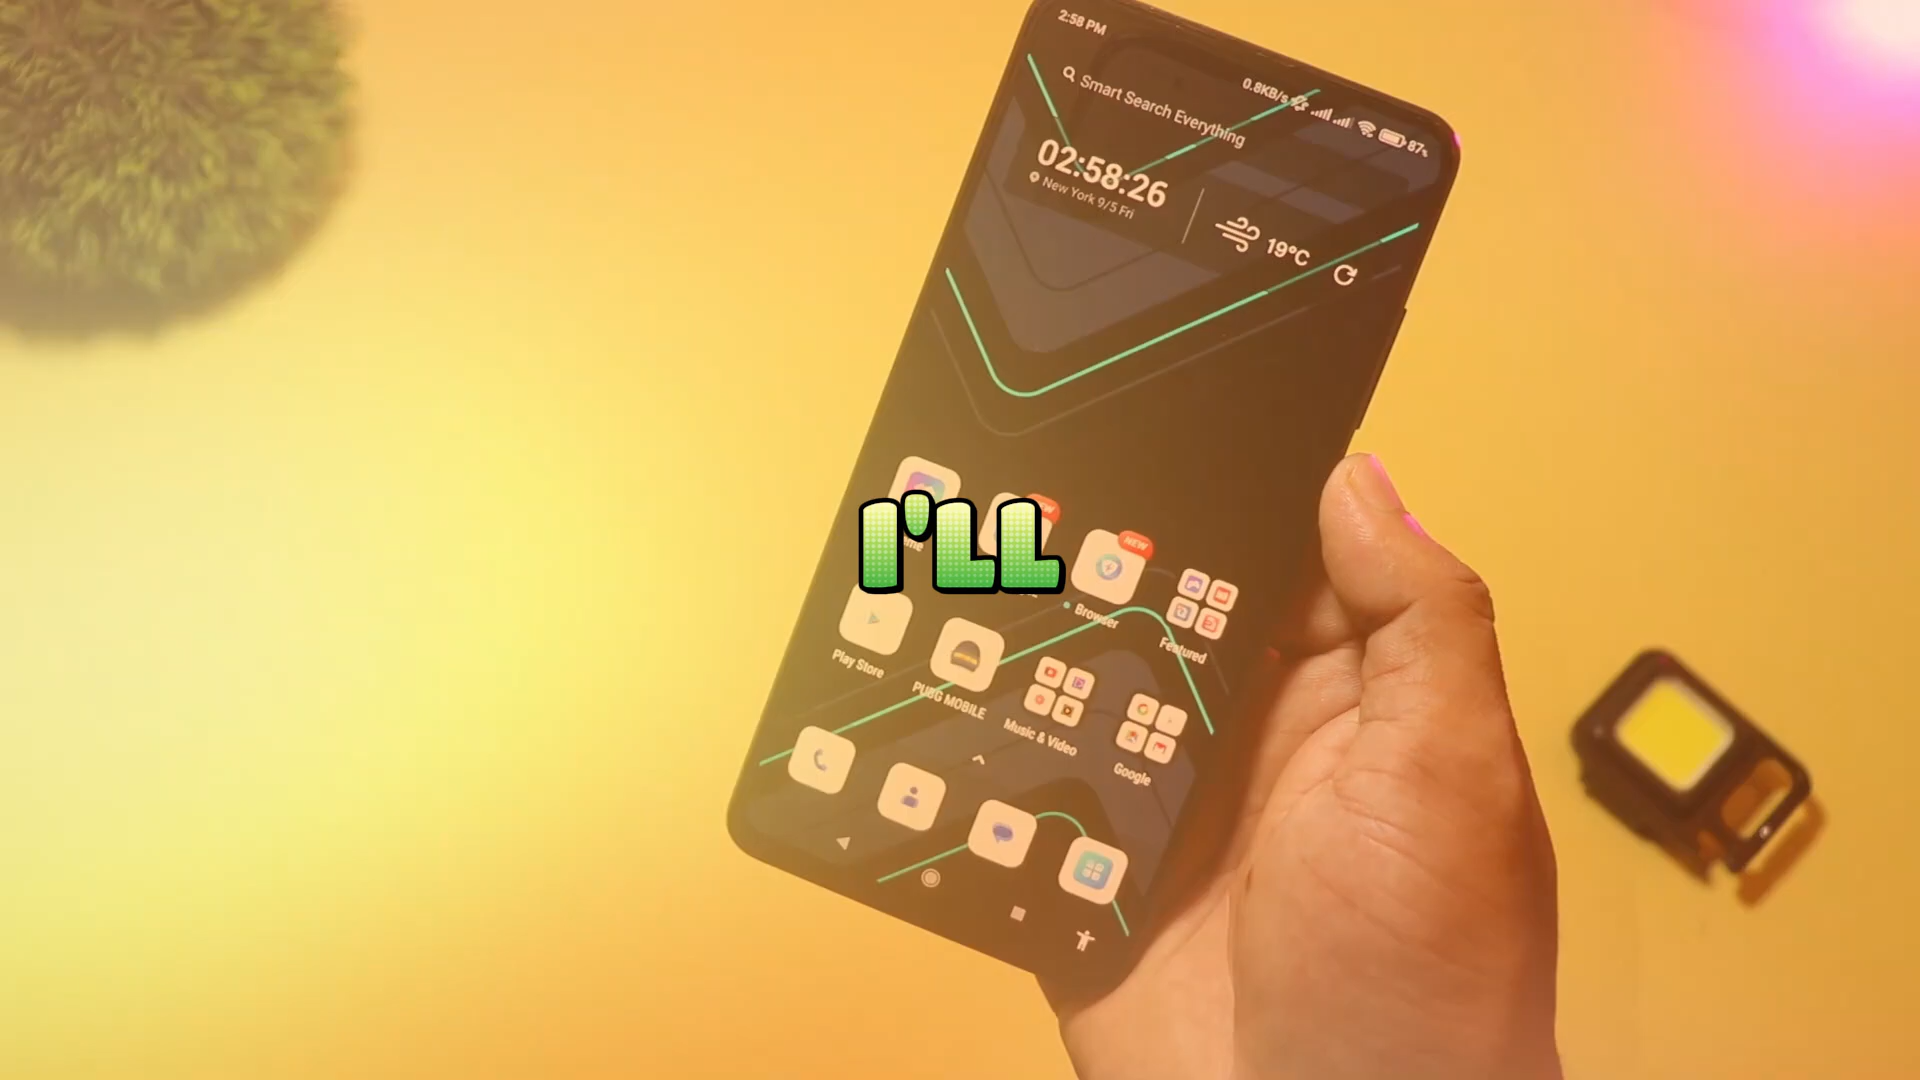 2:58 PM
0.8KB/s
87%
Smart Search Everything
02:58:26
New York 9/5 Fri
19°C
I'LL
NEW
Browser
Featured
Play Store
PUBG MOBILE
Music & Video
Google